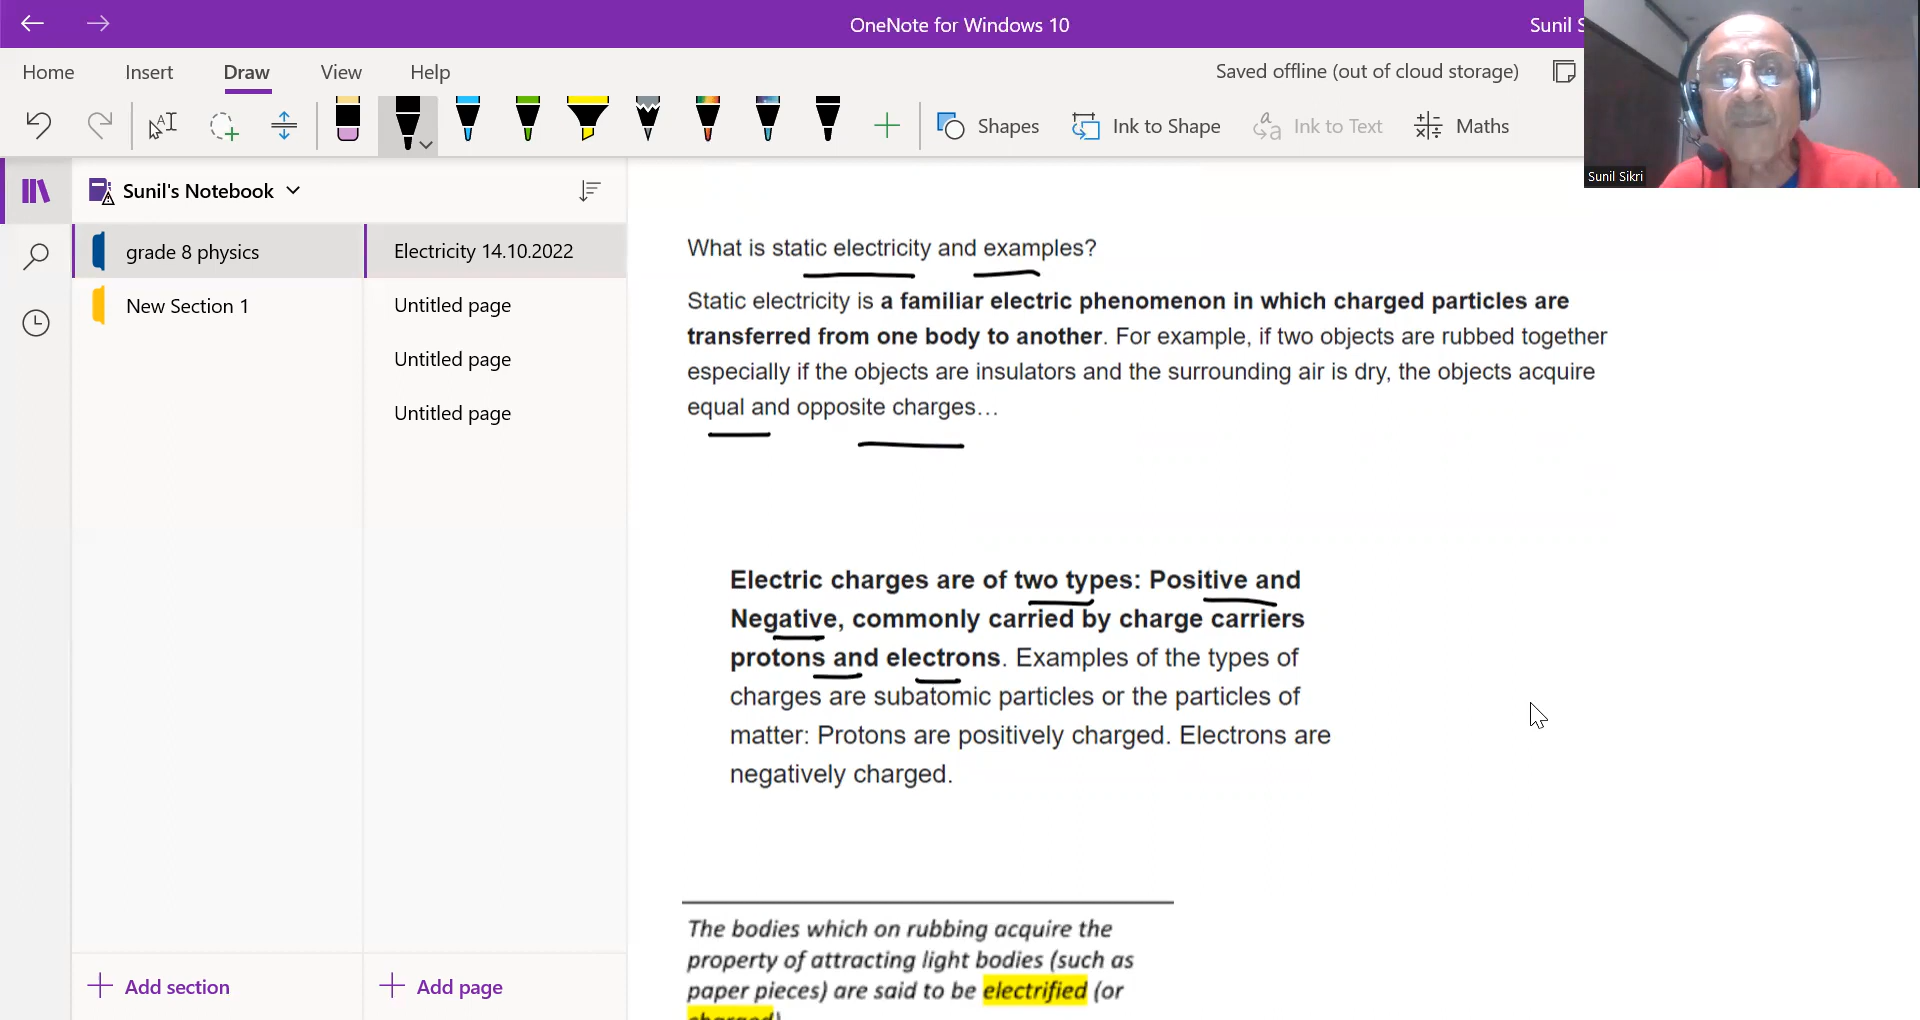 OneNote for Windows 10
Sunil S
Home Insert Draw View Help
Saved offline (out of cloud storage)
Shapes Ink to Shape Ink to Text Maths
Sunil Sikri
Sunil's Notebook
grade 8 physics
New Section 1
Electricity 14.10.2022
Untitled page
Untitled page
Untitled page
What is static electricity and examples?
Static electricity is a familiar electric phenomenon in which charged particles are
transferred from one body to another. For example, if two objects are rubbed together
especially if the objects are insulators and the surrounding air is dry, the objects acquire
equal and opposite charges…
Electric charges are of two types: Positive and
Negative, commonly carried by charge carriers
protons and electrons. Examples of the types of
charges are subatomic particles or the particles of
matter: Protons are positively charged. Electrons are
negatively charged.
The bodies which on rubbing acquire the
property of attracting light bodies (such as
paper pieces) are said to be electrified (or
charged)
Add section
Add page